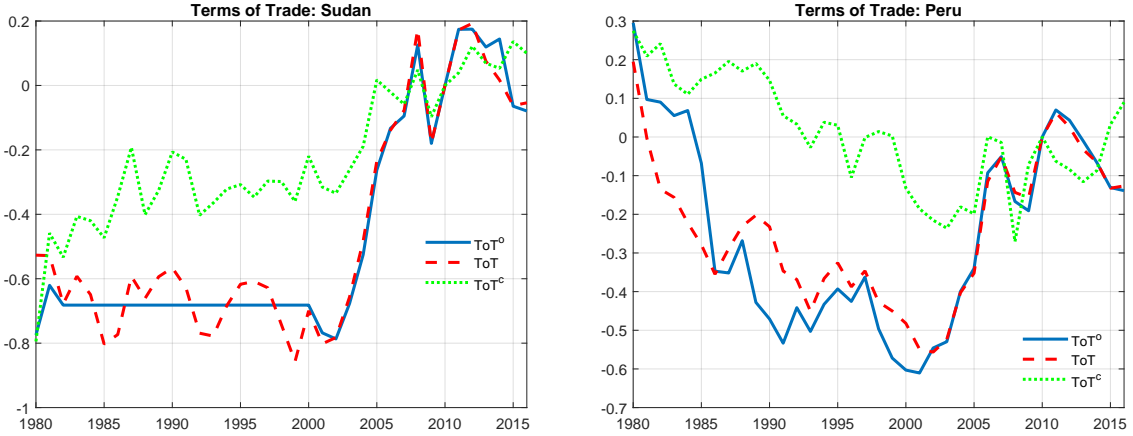 Terms of Trade: Sudan
0.2
0
-0.2
-0.4
-0.6
-0.8
-1
1980 1985 1990 1995 2000 2005 2010 2015
ToT^o
ToT
ToT^c
Terms of Trade: Peru
0.3
0.2
0.1
0
-0.1
-0.2
-0.3
-0.4
-0.5
-0.6
-0.7
1980 1985 1990 1995 2000 2005 2010 2015
ToT^o
ToT
ToT^c